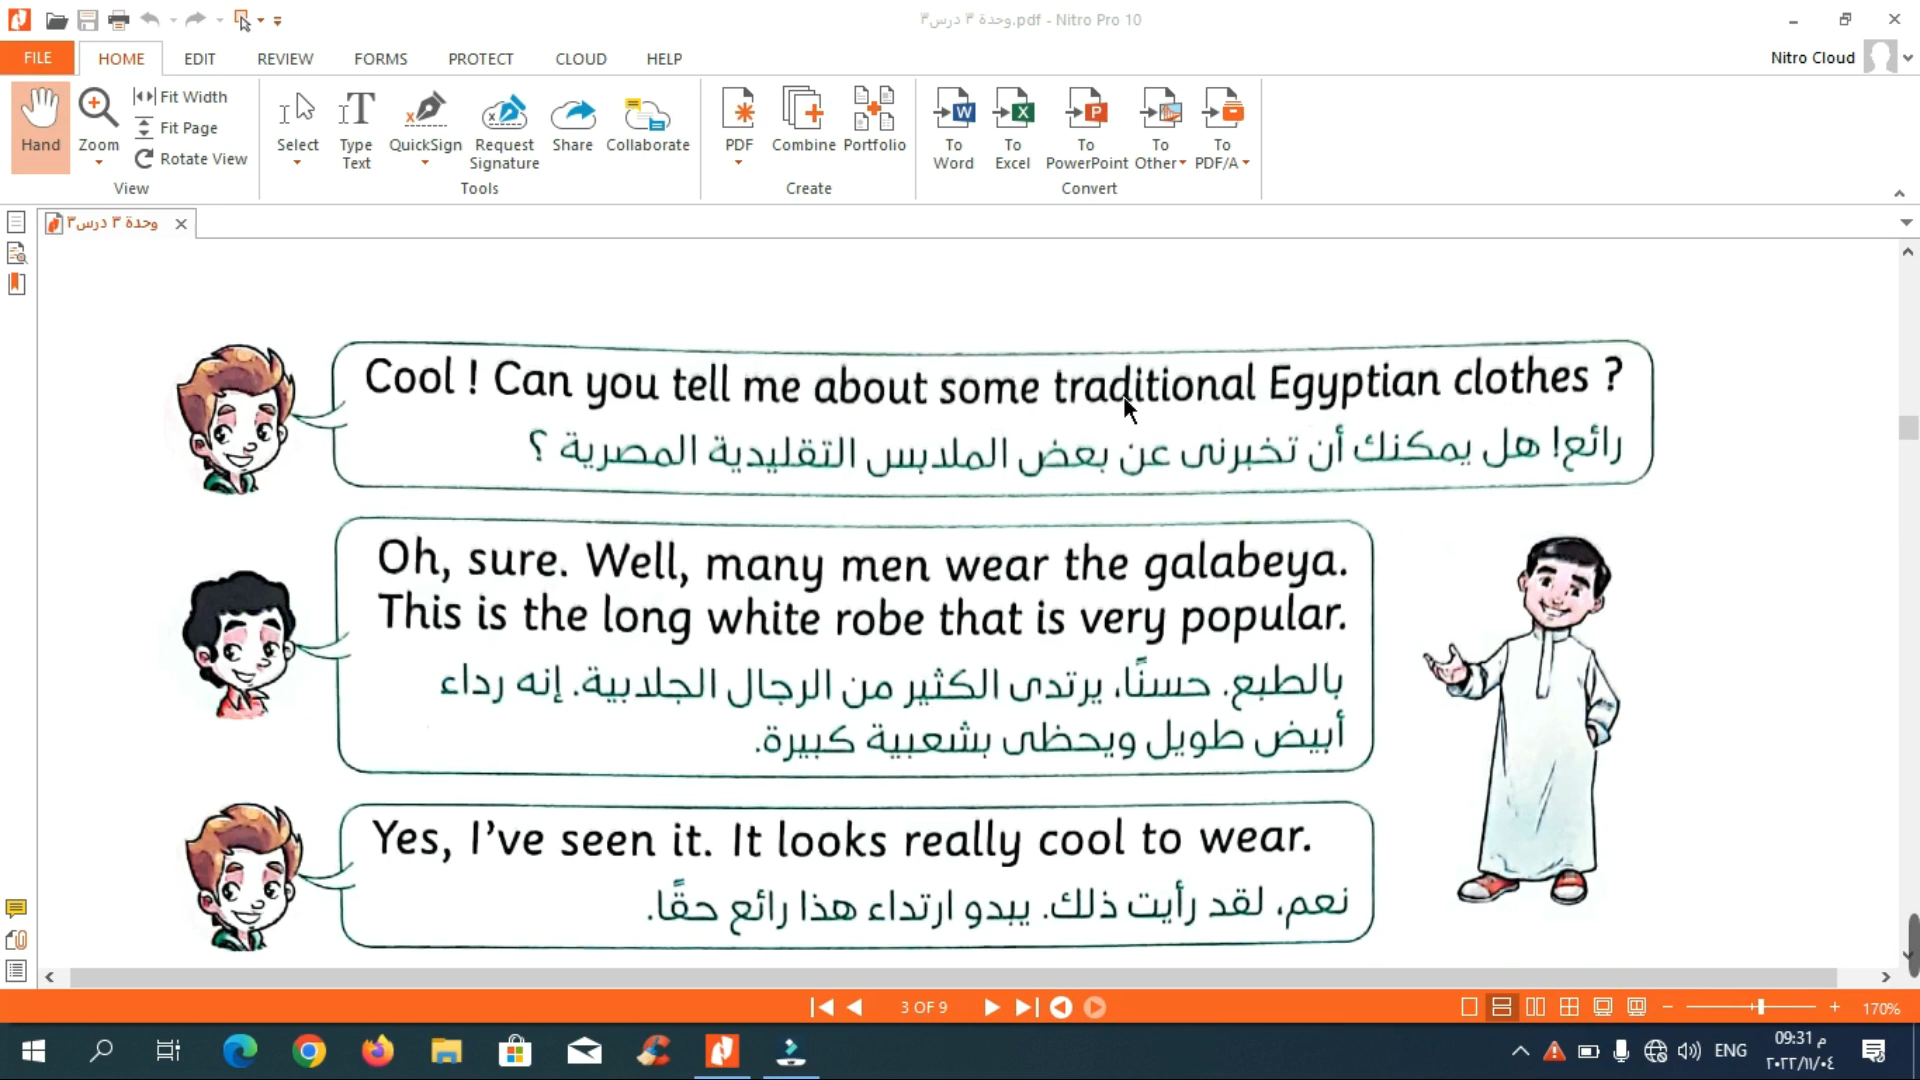 وحدة ٣ درس٣.pdf - Nitro Pro 10
FILE HOME EDIT REVIEW FORMS PROTECT CLOUD HELP
Nitro Cloud
Hand
Zoom
Fit Width
Fit Page
Rotate View
View
Select
Type Text
QuickSign
Request Signature
Share
Collaborate
Tools
PDF
Combine
Portfolio
Create
To Word
To Excel
To PowerPoint
To Other
To PDF/A
Convert
وحدة ٣ درس٣
Cool ! Can you tell me about some traditional Egyptian clothes ?
رائع! هل يمكنك أن تخبرنى عن بعض الملابس التقليدية المصرية ؟
Oh, sure. Well, many men wear the galabeya.
This is the long white robe that is very popular.
بالطبع. حسنًا، يرتدى الكثير من الرجال الجلابية. إنه رداء
أبيض طويل ويحظى بشعبية كبيرة.
Yes, I've seen it. It looks really cool to wear.
نعم، لقد رأيت ذلك. يبدو ارتداء هذا رائع حقًا.
3 OF 9
170%
ENG
09:31 م
٢٠٢٢/١١/٠٤